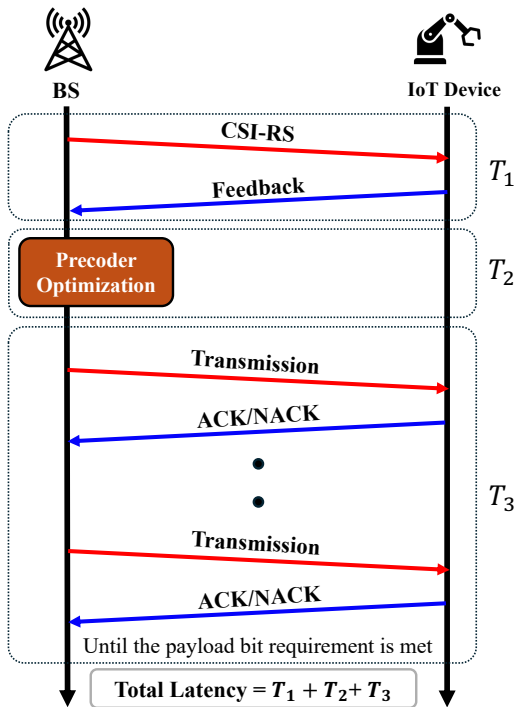 BS
IoT Device
CSI-RS
Feedback
T₁
Precoder
Optimization
T₂
Transmission
ACK/NACK
T₃
Transmission
ACK/NACK
Until the payload bit requirement is met
Total Latency = T₁ + T₂+ T₃